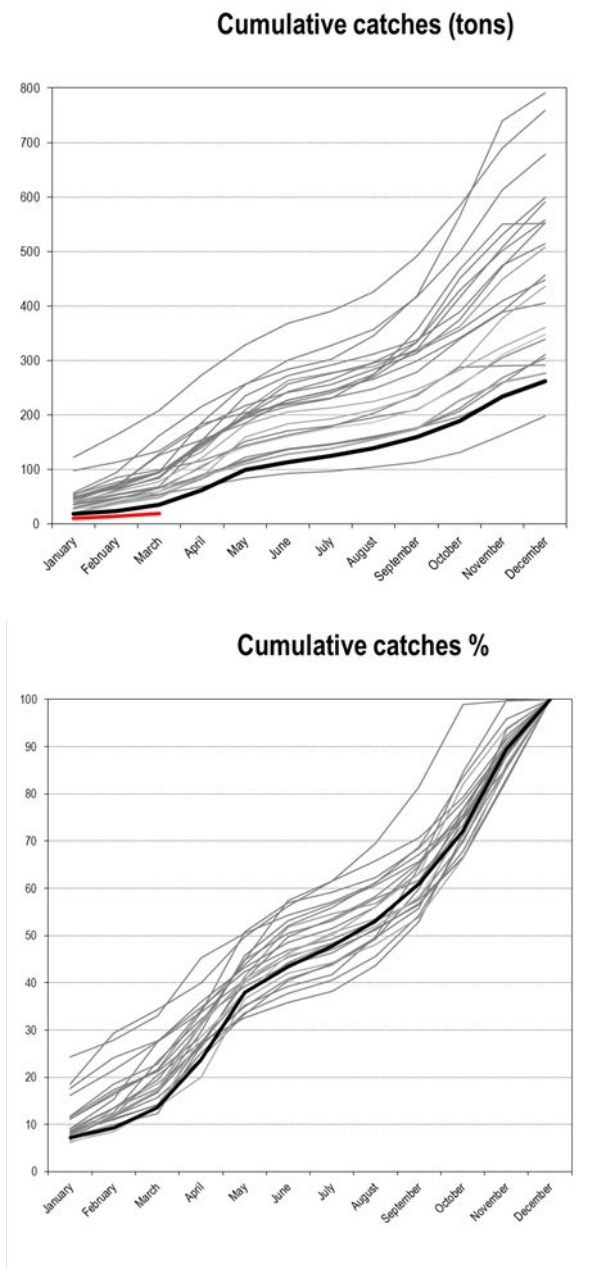 Cumulative catches (tons)
800
700
600
500
400
300
200
100
0
January
February
March
April
May
June
July
August
September
October
November
December
Cumulative catches %
100
90
80
70
60
50
40
30
20
10
0
January
February
March
April
May
June
July
August
September
October
November
December